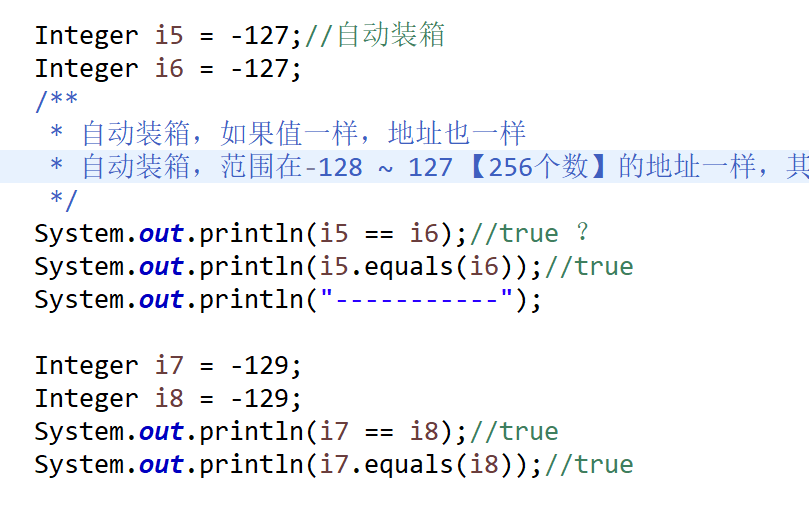 Integer i5 = -127;//自动装箱
Integer i6 = -127;
/**
* 自动装箱，如果值一样，地址也一样
* 自动装箱，范围在-128 ~ 127【256个数】的地址一样，其
*/
System.out.println(i5 == i6);//true ？
System.out.println(i5.equals(i6));//true
System.out.println("-----------");
Integer i7 = -129;
Integer i8 = -129;
System.out.println(i7 == i8);//true
System.out.println(i7.equals(i8));//true